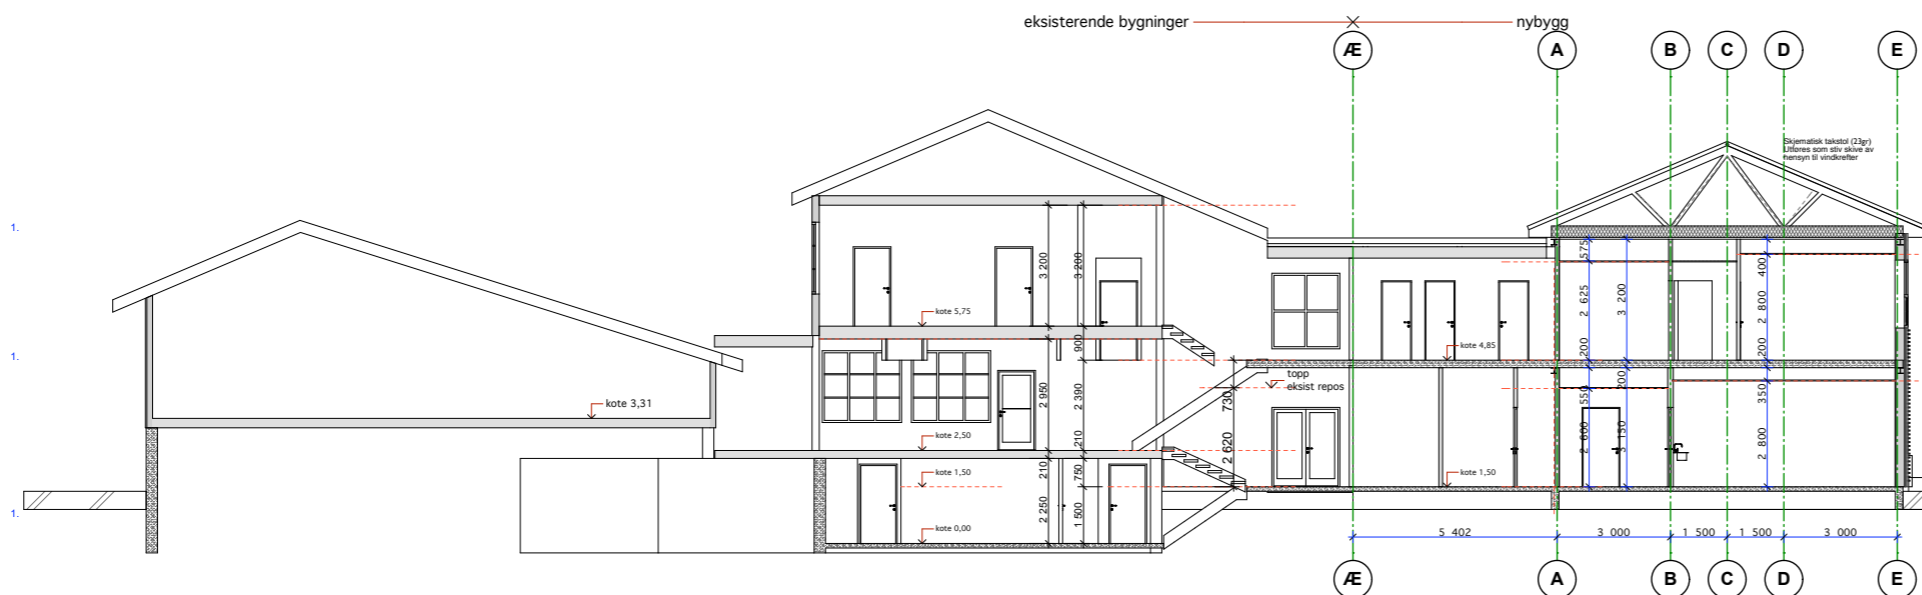 eksisterende bygninger
nybygg
Æ
A
B
C
D
E
Skjematisk takstol (23gr)
Utføres som stiv skive av
hensyn til vindkrefter
1.
1.
1.
575
3 200
3 200
400
2 625
3 200
2 800
kote 5,75
900
200
200
kote 4,85
topp
eksist repos
kote 3,31
2 950
2 390
730
550
200
350
kote 2,50
210
2 620
2 600
3 150
2 800
210
750
kote 1,50
kote 1,50
2 250
1 500
kote 0,00
5 402
3 000
1 500
1 500
3 000
Æ
A
B
C
D
E